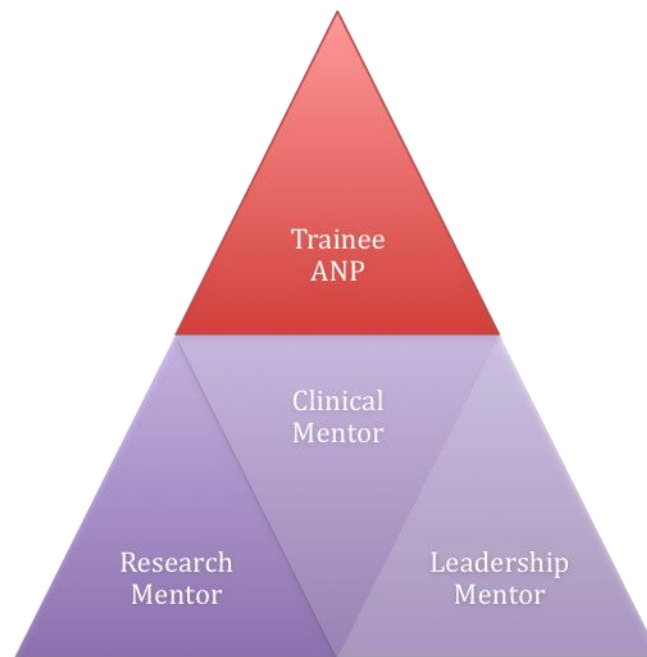 Trainee
ANP
Clinical
Mentor
Research
Mentor
Leadership
Mentor